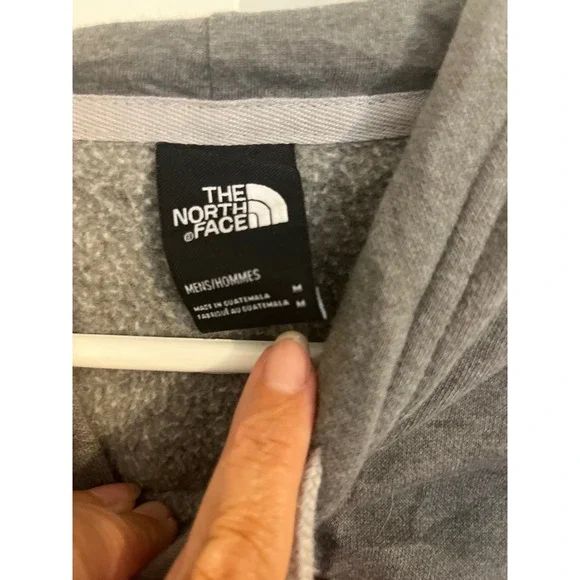 THE
NORTH
FACE
MENS/HOMMES M
MADE IN GUATEMALA M
FABRIQUÉ AU GUATEMALA